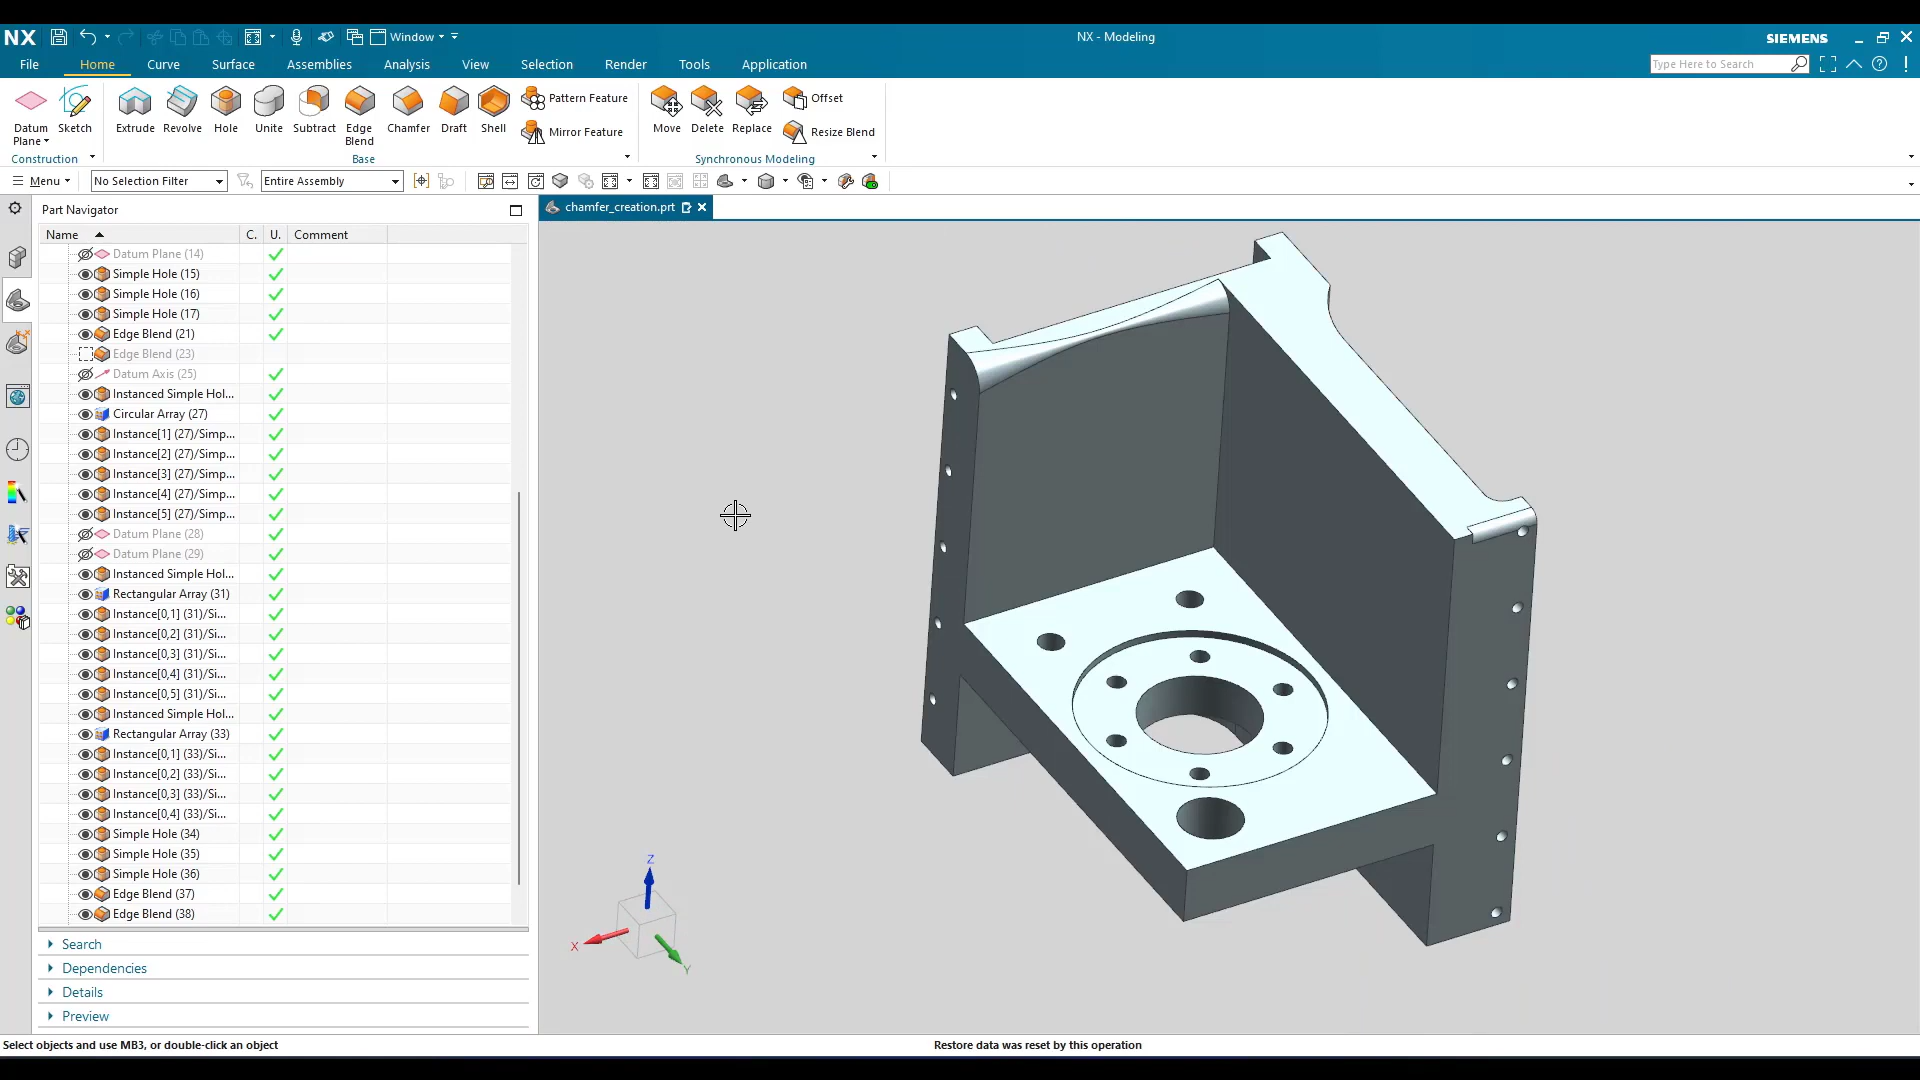 NX
Window
NX - Modeling
SIEMENS
File
Home
Curve
Surface
Assemblies
Analysis
View
Selection
Render
Tools
Application
Type Here to Search
Datum Plane
Sketch
Extrude
Revolve
Hole
Unite
Subtract
Edge Blend
Chamfer
Draft
Shell
Pattern Feature
Mirror Feature
Move
Delete
Replace
Offset
Resize Blend
Construction
Base
Synchronous Modeling
Menu
No Selection Filter
Entire Assembly
Part Navigator
chamfer_creation.prt
Name
C.
U.
Comment
Datum Plane (14)
Simple Hole (15)
Simple Hole (16)
Simple Hole (17)
Edge Blend (21)
Edge Blend (23)
Datum Axis (25)
Instanced Simple Hol...
Circular Array (27)
Instance[1] (27)/Simp...
Instance[2] (27)/Simp...
Instance[3] (27)/Simp...
Instance[4] (27)/Simp...
Instance[5] (27)/Simp...
Datum Plane (28)
Datum Plane (29)
Instanced Simple Hol...
Rectangular Array (31)
Instance[0,1] (31)/Si...
Instance[0,2] (31)/Si...
Instance[0,3] (31)/Si...
Instance[0,4] (31)/Si...
Instance[0,5] (31)/Si...
Instanced Simple Hol...
Rectangular Array (33)
Instance[0,1] (33)/Si...
Instance[0,2] (33)/Si...
Instance[0,3] (33)/Si...
Instance[0,4] (33)/Si...
Simple Hole (34)
Simple Hole (35)
Simple Hole (36)
Edge Blend (37)
Edge Blend (38)
Search
Dependencies
Details
Preview
Z
X
Y
Select objects and use MB3, or double-click an object
Restore data was reset by this operation